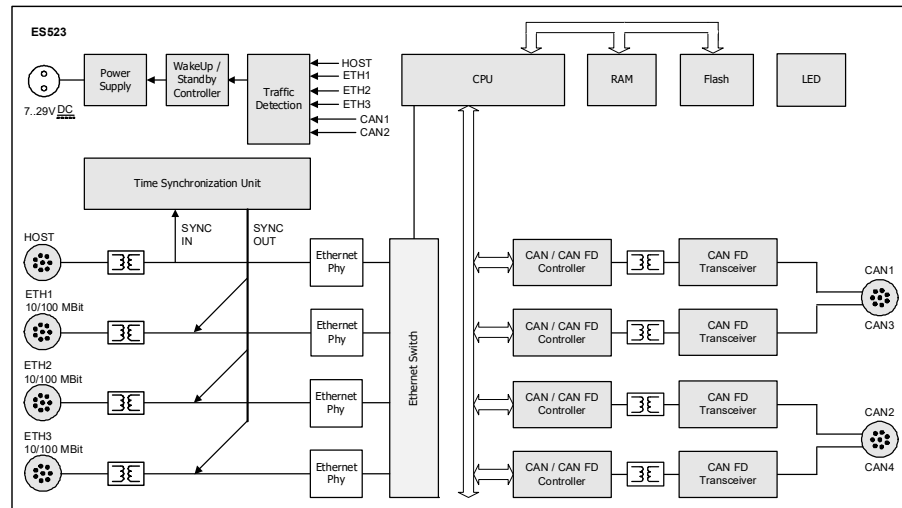 ES523
7..29V DC
Power
Supply
WakeUp /
Standby
Controller
Traffic
Detection
HOST
ETH1
ETH2
ETH3
CAN1
CAN2
CPU
RAM
Flash
LED
Time Synchronization Unit
SYNC
IN
SYNC
OUT
HOST
ETH1
10/100 MBit
ETH2
10/100 MBit
ETH3
10/100 MBit
Ethernet
Phy
Ethernet
Phy
Ethernet
Phy
Ethernet
Phy
Ethernet Switch
CAN / CAN FD
Controller
CAN FD
Transceiver
CAN / CAN FD
Controller
CAN FD
Transceiver
CAN / CAN FD
Controller
CAN FD
Transceiver
CAN / CAN FD
Controller
CAN FD
Transceiver
CAN1
CAN3
CAN2
CAN4